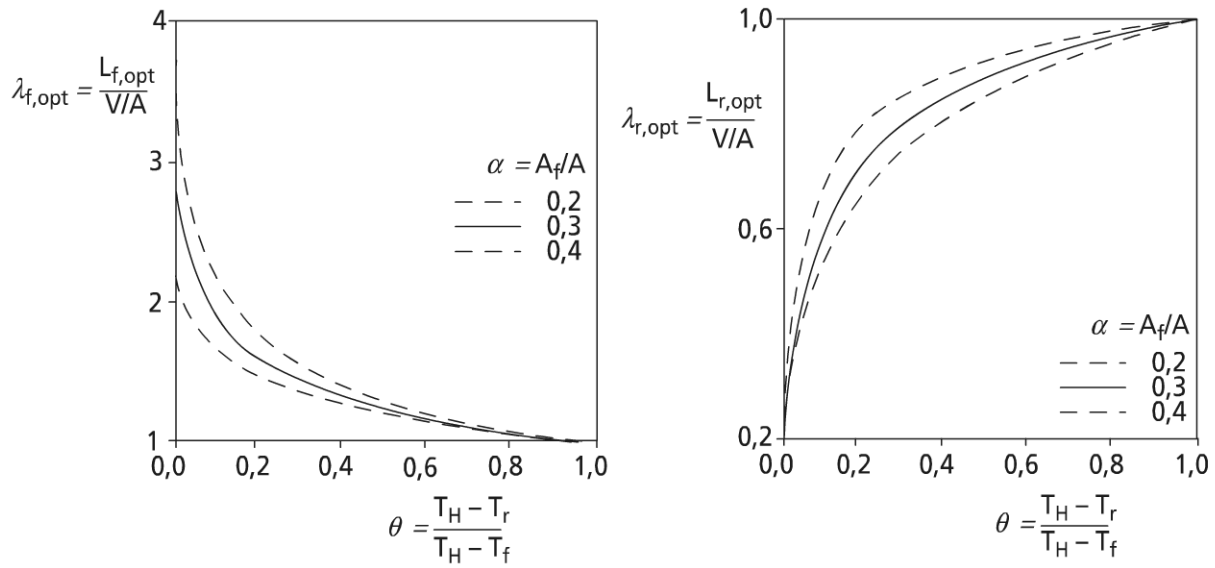 4
λf,opt = Lf,opt
V/A
3
α = Af/A
0,2
0,3
0,4
2
1
0,0 0,2 0,4 0,6 0,8 1,0
θ = TH – Tr
TH – Tf
1,0
λr,opt = Lr,opt
V/A
0,6
α = Af/A
0,2
0,3
0,4
0,2
0,0 0,2 0,4 0,6 0,8 1,0
θ = TH – Tr
TH – Tf